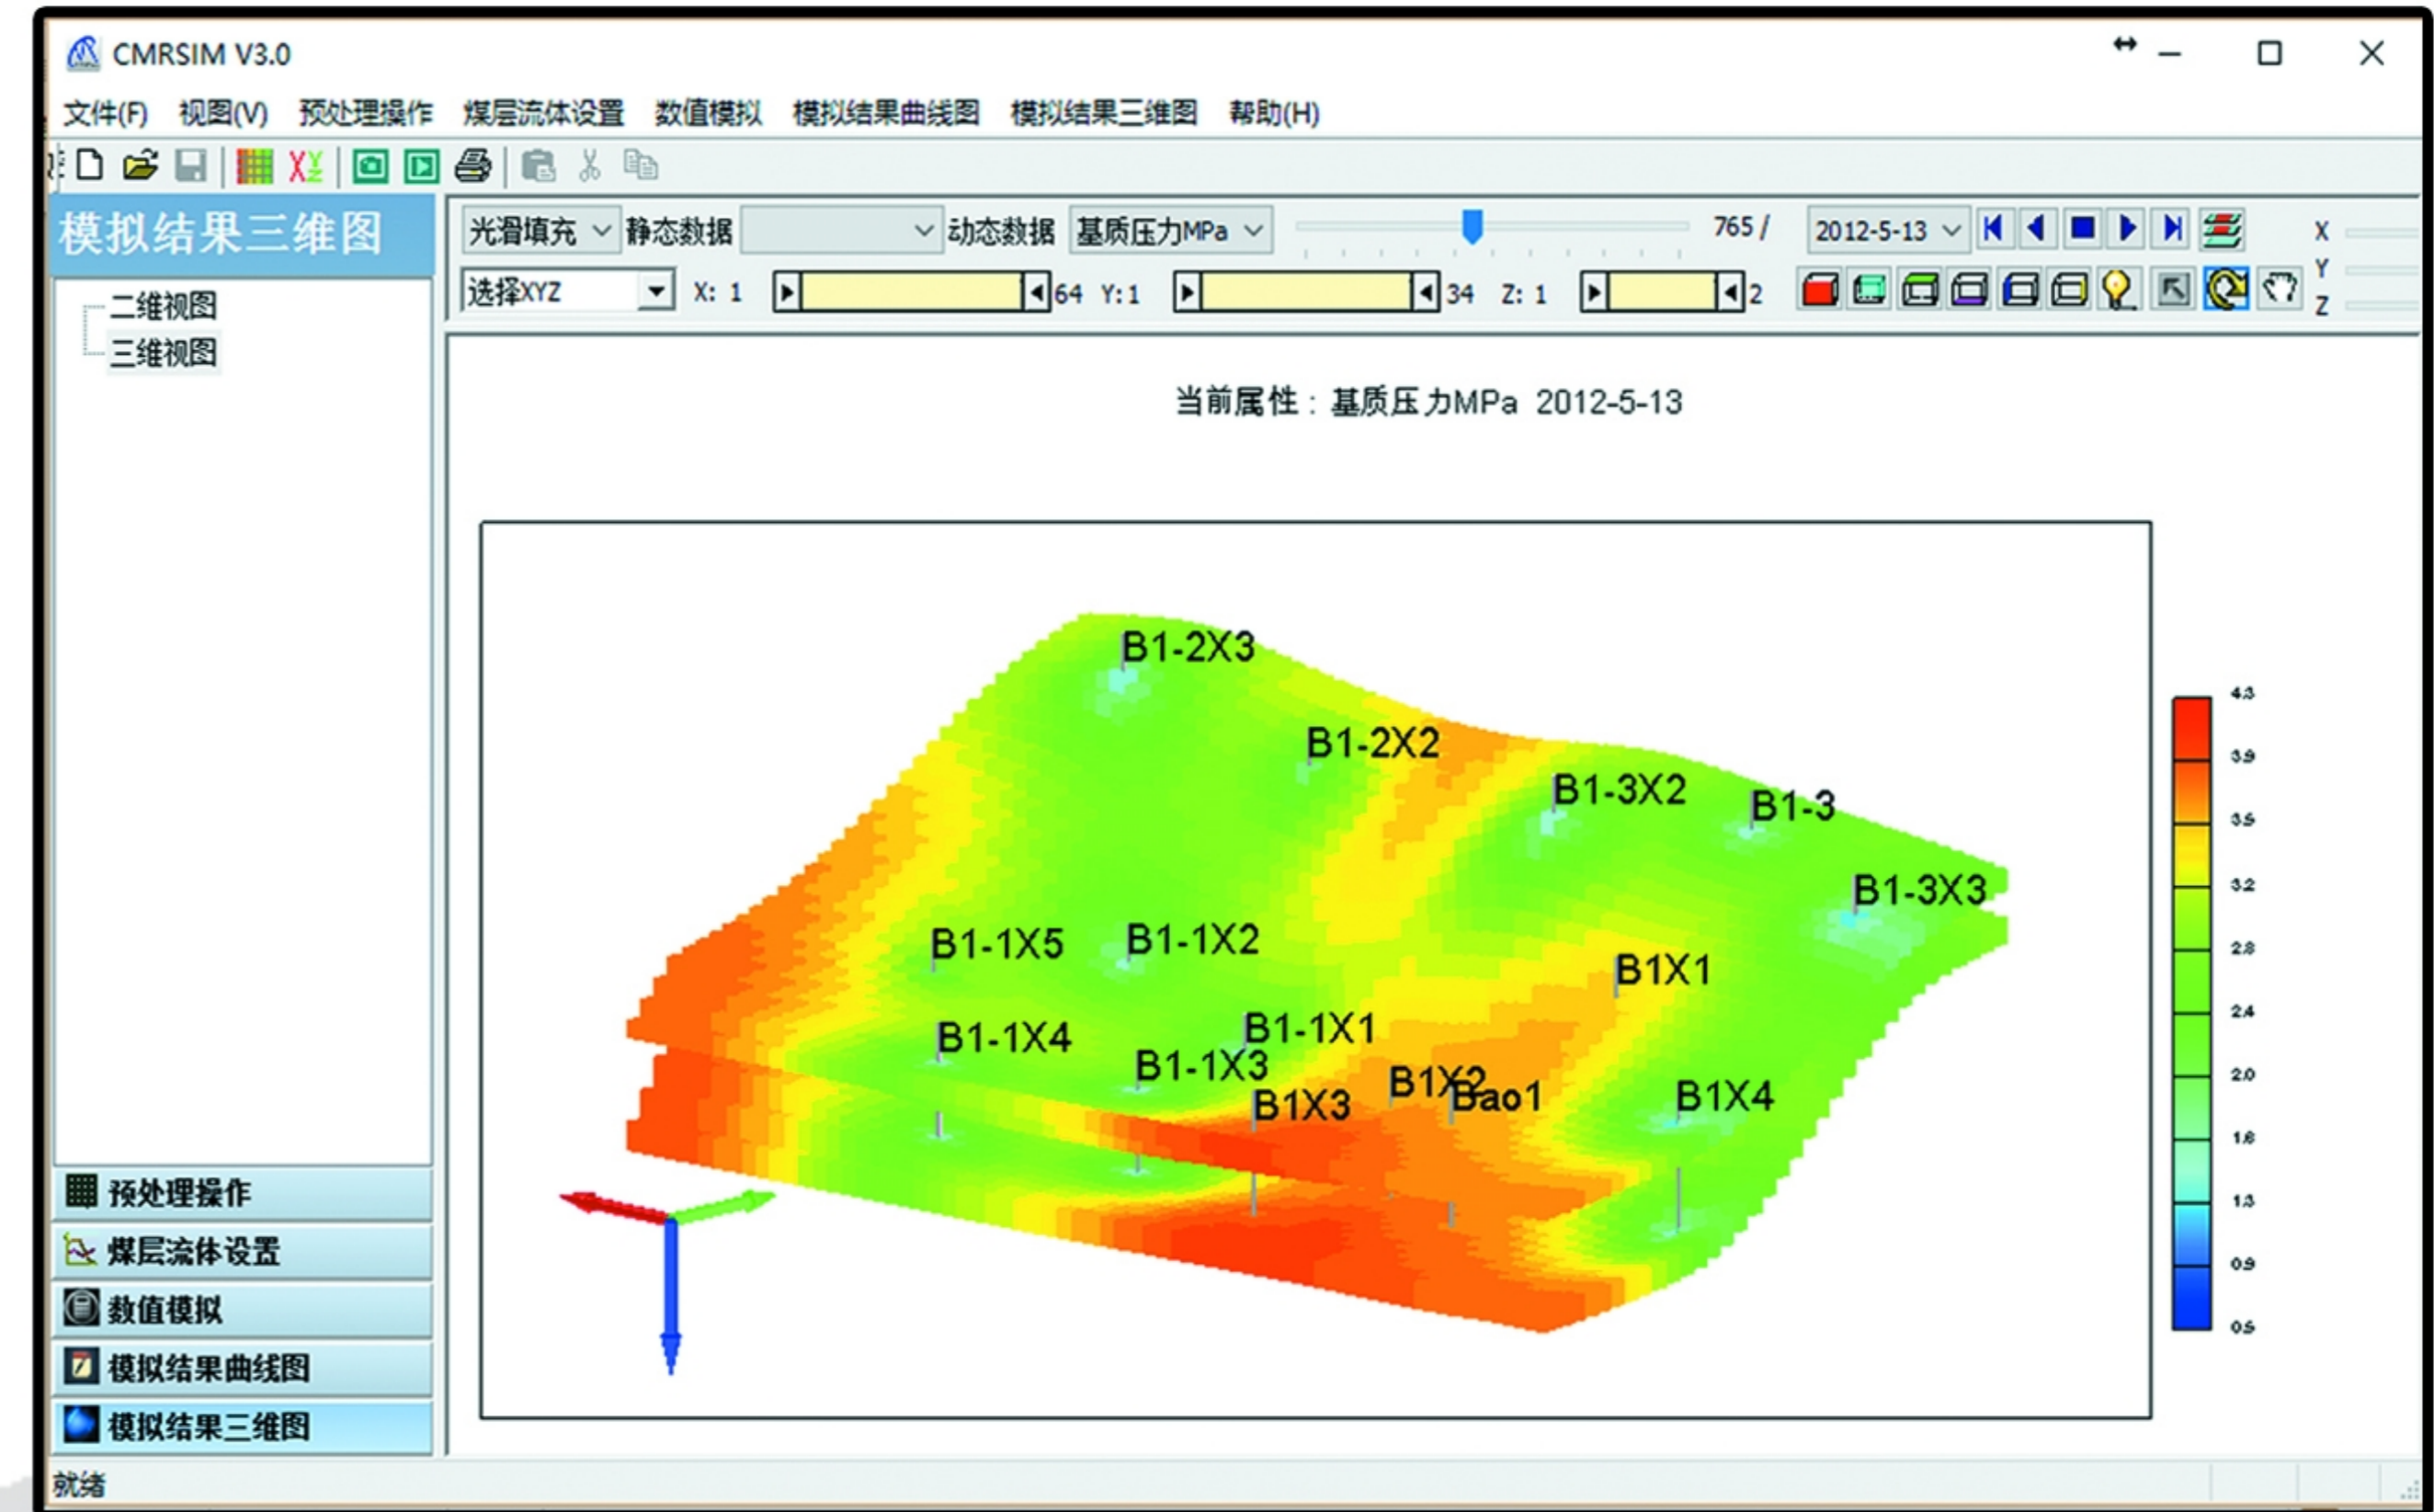 CMRSIM V3.0
文件(F) 视图(V) 预处理操作 煤层流体设置 数值模拟 模拟结果曲线图 模拟结果三维图 帮助(H)
模拟结果三维图
光滑填充 静态数据 动态数据 基质压力MPa 765 / 2012-5-13 X
选择XYZ X: 1 64 Y: 1 34 Z: 1 2 Y
Z
二维视图
三维视图
当前属性：基质压力MPa 2012-5-13
B1-2X3
B1-2X2
B1-3X2
B1-3
B1-3X3
B1-1X5
B1-1X2
B1X1
B1-1X4
B1-1X1
B1-1X3
B1X2
Bao1
B1X3
B1X4
4.3
3.9
3.5
3.2
2.8
2.4
2.0
1.6
1.3
0.9
0.5
预处理操作
煤层流体设置
数值模拟
模拟结果曲线图
模拟结果三维图
就绪